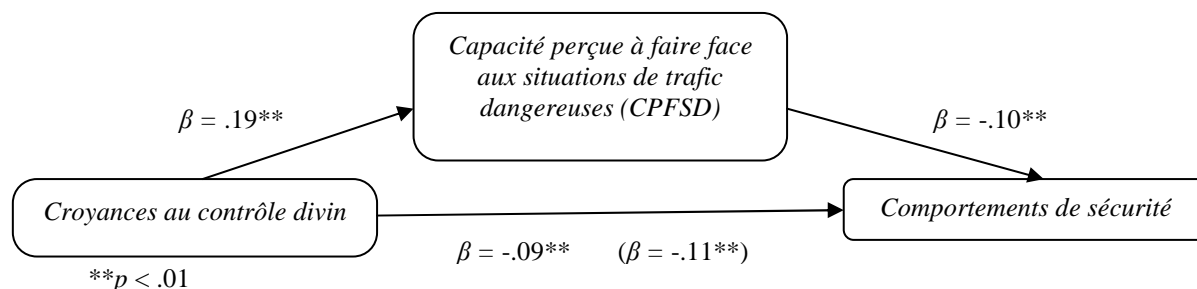 Capacité perçue à faire face
aux situations de trafic
dangereuses (CPFSD)
β = .19**
β = -.10**
Croyances au contrôle divin
Comportements de sécurité
β = -.09** (β = -.11**)
**p < .01